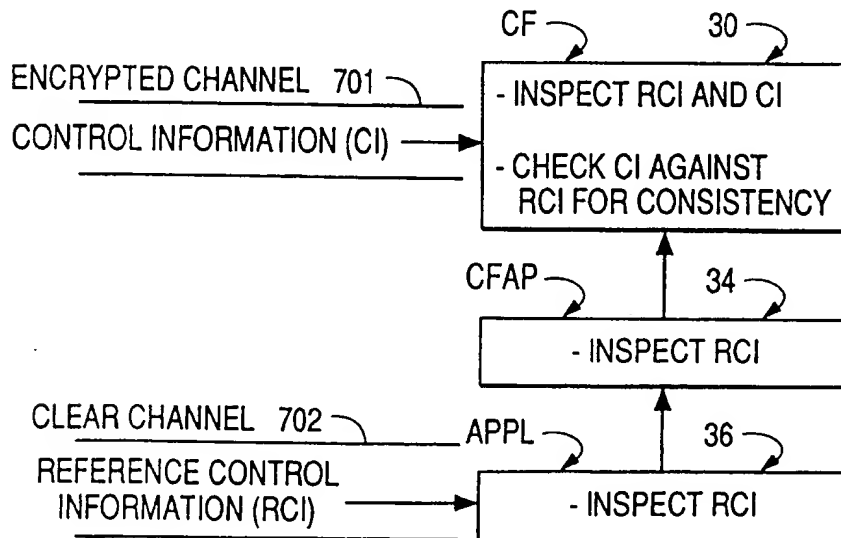 CF 30
ENCRYPTED CHANNEL 701
- INSPECT RCI AND CI
CONTROL INFORMATION (CI)
- CHECK CI AGAINST
RCI FOR CONSISTENCY
CFAP 34
- INSPECT RCI
CLEAR CHANNEL 702
APPL 36
REFERENCE CONTROL
INFORMATION (RCI)
- INSPECT RCI